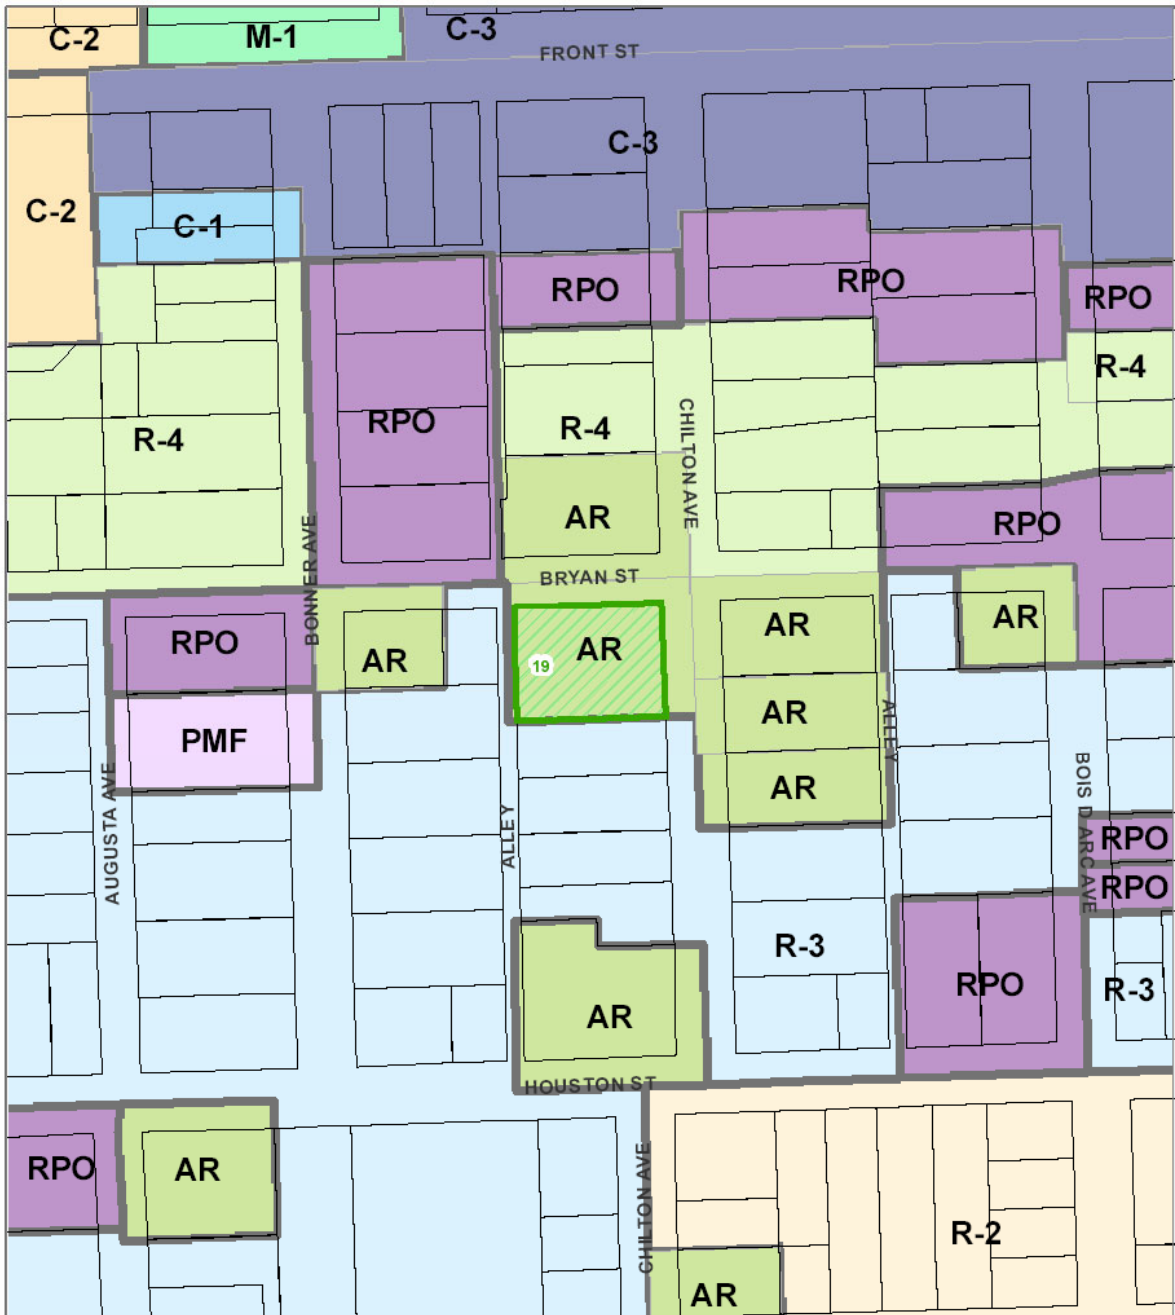 C-2
M-1
C-3
FRONT ST
C-3
C-2
C-1
RPO
RPO
RPO
R-4
RPO
R-4
R-4
CHILTON AVE
AR
RPO
BONNER AVE
BRYAN ST
RPO
AR
19
AR
AR
AR
PMF
AR
ALLEY
AR
AUGUSTA AVE
ALLEY
BOIS D ARC AVE
RPO
RPO
R-3
RPO
R-3
AR
HOUSTON ST
RPO
AR
CHILTON AVE
R-2
AR